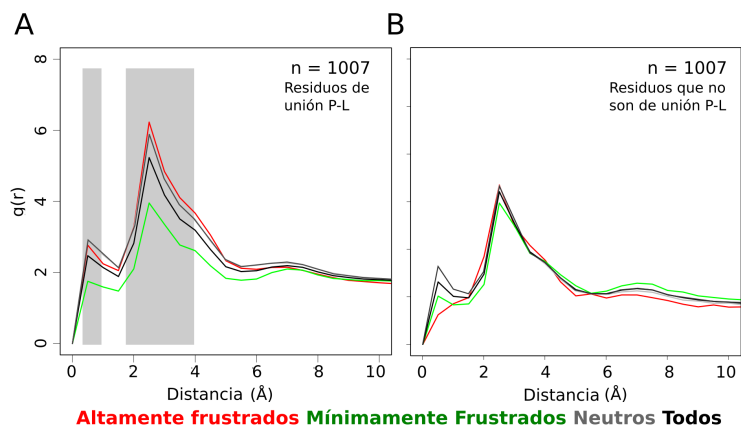 A
n = 1007
Residuos de
unión P-L
q(r)
8
6
4
2
0
0 2 4 6 8 10
Distancia (Å)
B
n = 1007
Residuos que no
son de unión P-L
0 2 4 6 8 10
Distancia (Å)
Altamente frustrados Mínimamente Frustrados Neutros Todos